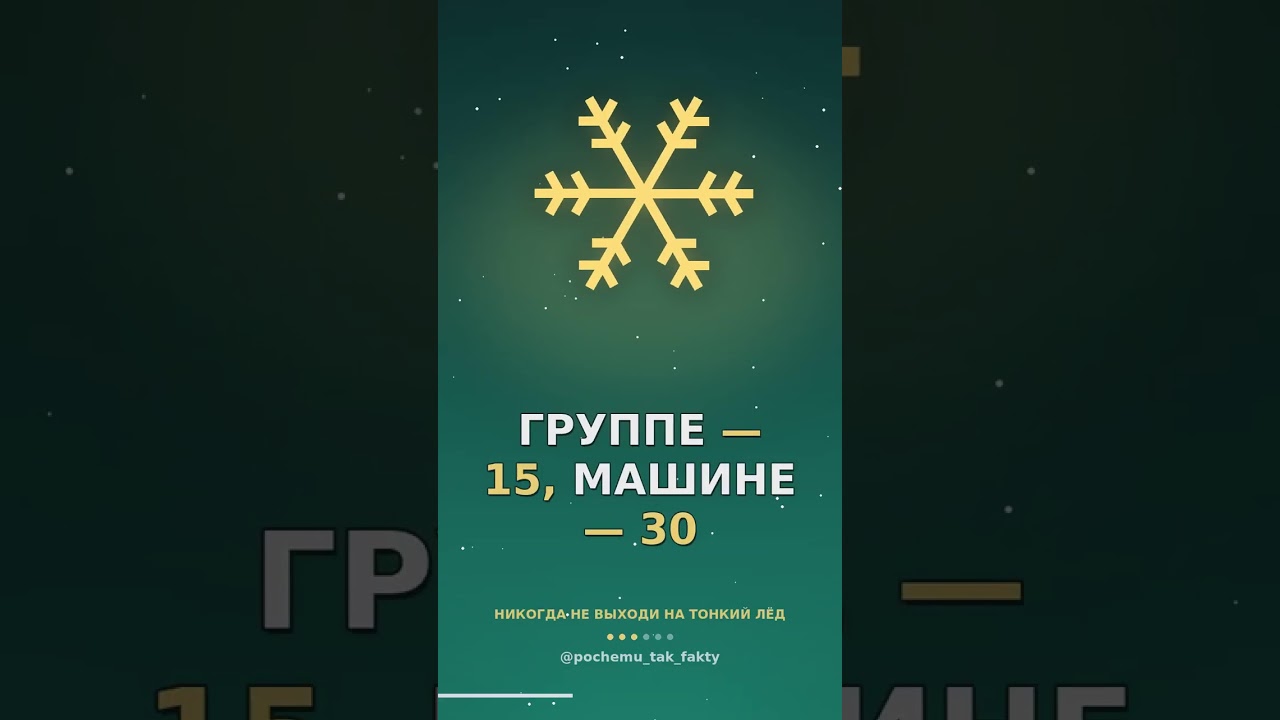 ГРУППЕ —
15, МАШИНЕ
— 30
НИКОГДА НЕ ВЫХОДИ НА ТОНКИЙ ЛЁД
@pochemu_tak_fakty